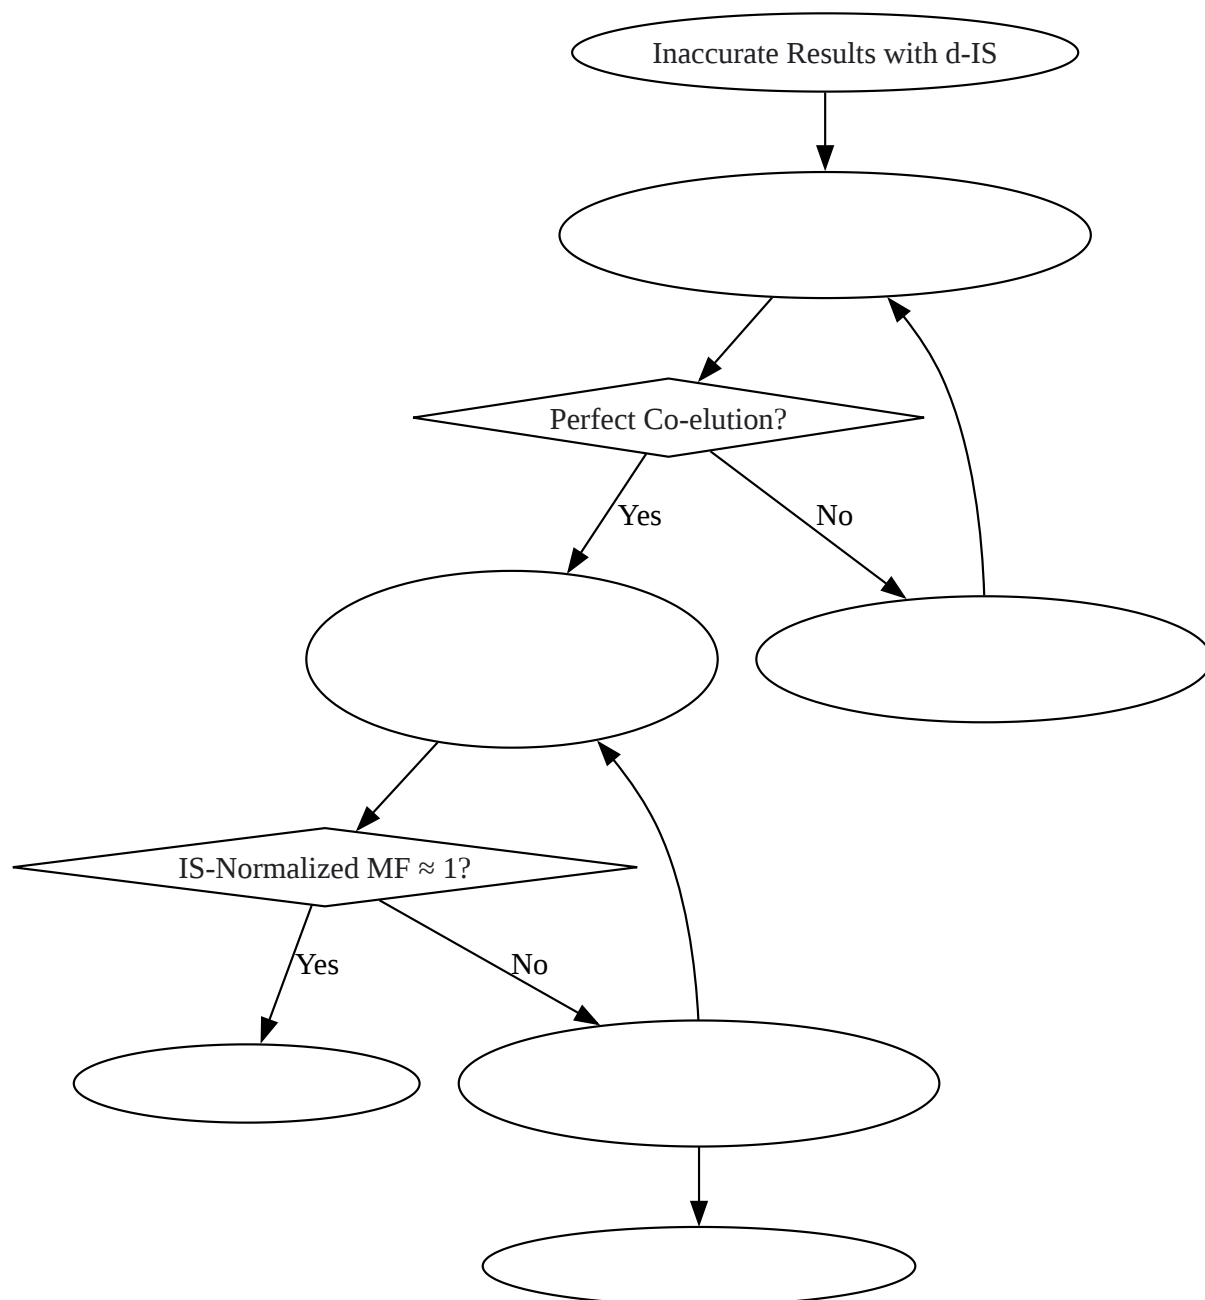 Inaccurate Results with d-IS
Perfect Co-elution?
Yes
No
IS-Normalized MF ≈ 1?
Yes
No